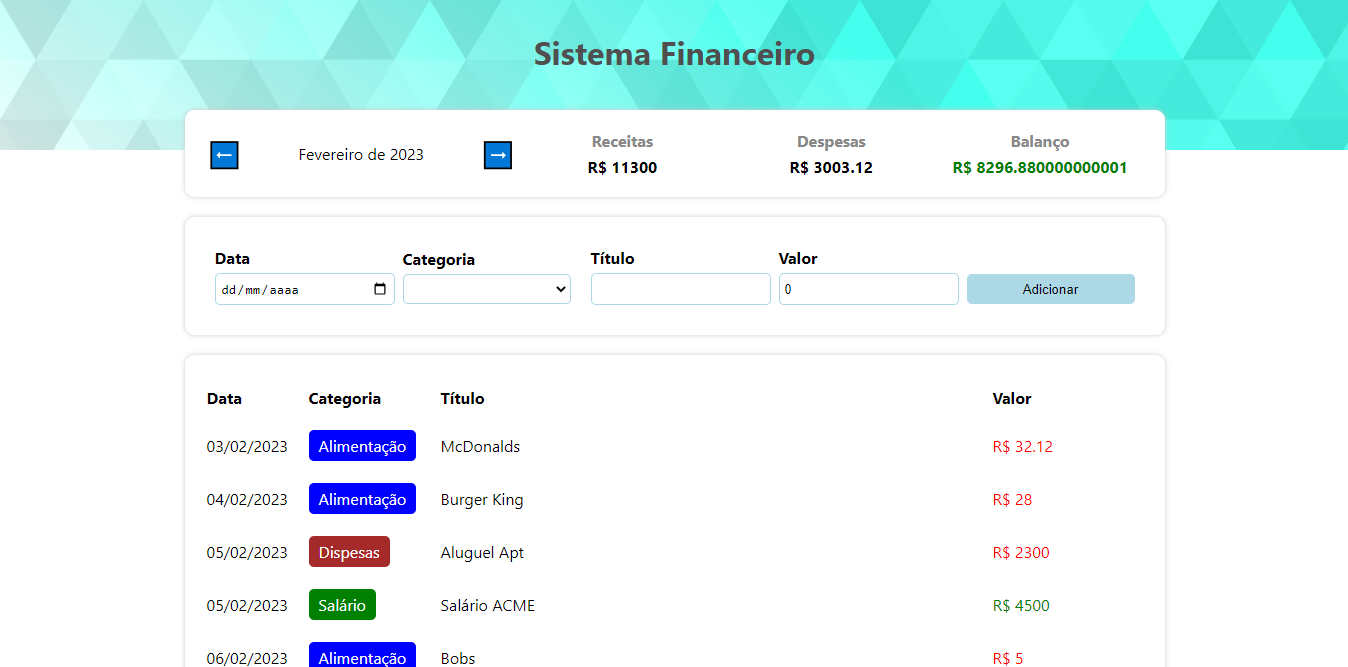 Sistema Financeiro
← Fevereiro de 2023 →
Receitas Despesas Balanço
R$ 11300 R$ 3003.12 R$ 8296.880000000001
Data Categoria Título Valor
dd/mm/aaaa 0 Adicionar
Data Categoria Título Valor
03/02/2023 Alimentação McDonalds R$ 32.12
04/02/2023 Alimentação Burger King R$ 28
05/02/2023 Dispesas Aluguel Apt R$ 2300
05/02/2023 Salário Salário ACME R$ 4500
06/02/2023 Alimentação Bobs R$ 5